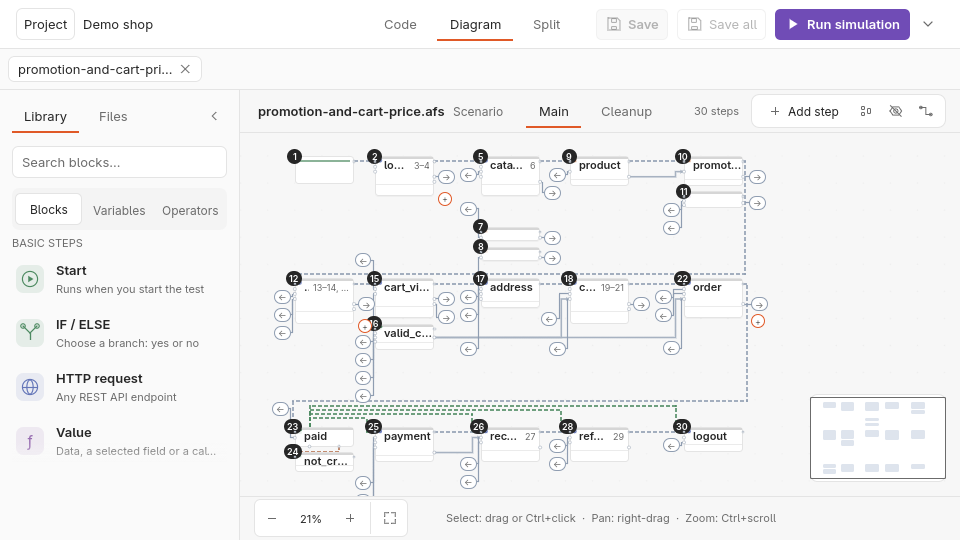 Project Demo shop Code Diagram Split Save Save all Run simulation
promotion-and-cart-pri...
Library Files
promotion-and-cart-price.afs Scenario Main Cleanup 30 steps Add step
Search blocks...
Blocks Variables Operators
BASIC STEPS
Start
Runs when you start the test
IF / ELSE
Choose a branch: yes or no
HTTP request
Any REST API endpoint
Value
Data, a selected field or a cal...
1
2 lo... 3–4
5 cata... 6
9 product
10 promot...
11
7
8
12 . 13–14, ...
15 cart_vi...
17 address
18 c... 19–21
22 order
valid_c...
23 paid
24 not_cr...
25 payment
26 rec... 27
28 ref... 29
30 logout
21%
Select: drag or Ctrl+click · Pan: right-drag · Zoom: Ctrl+scroll